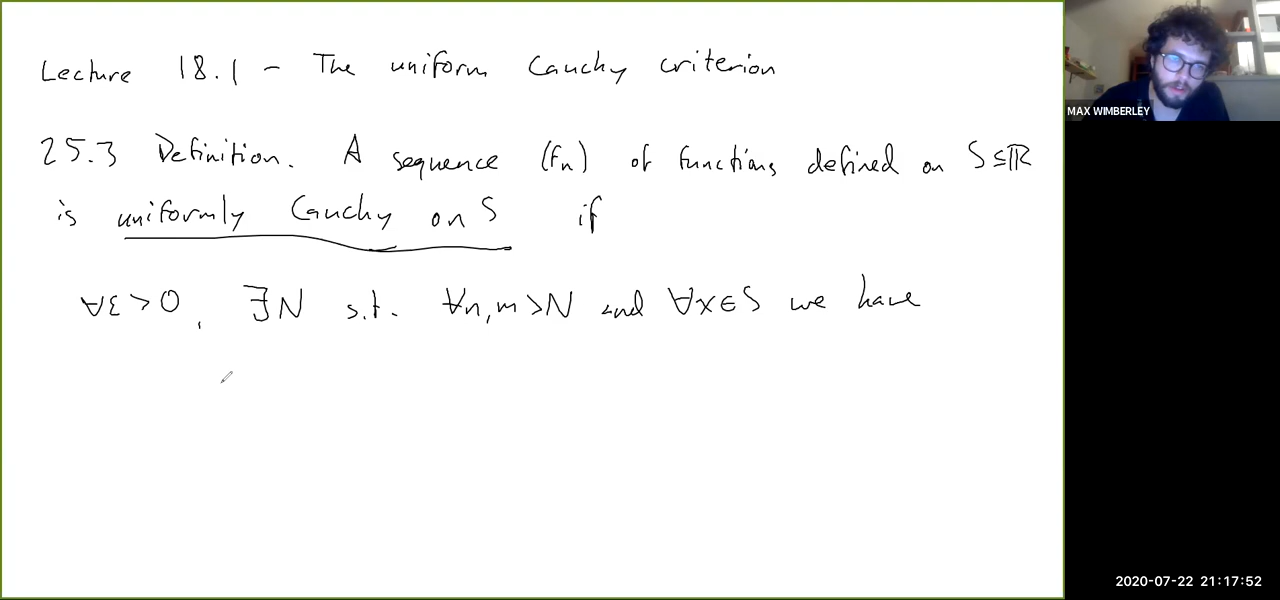 Lecture 18.1 - The uniform Cauchy criterion
25.3 Definition. A sequence (fn) of functions defined on S⊆ℝ
is uniformly Cauchy on S if
∀ε>0, ∃N s.t. ∀n,m>N and ∀x∈S we have
MAX WIMBERLEY
2020-07-22 21:17:52